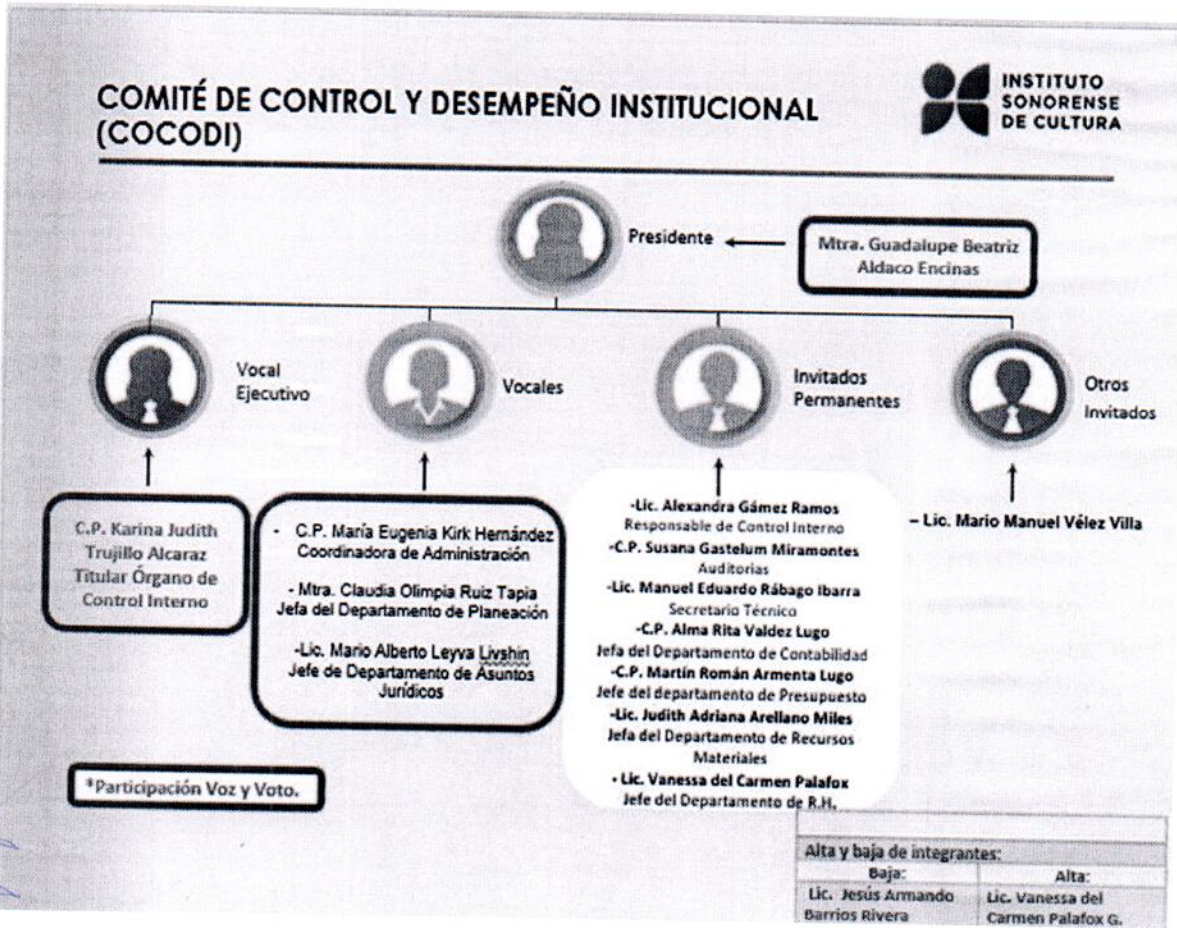 COMITÉ DE CONTROL Y DESEMPEÑO INSTITUCIONAL
(COCODI)
INSTITUTO
SONORENSE
DE CULTURA
Presidente
Mtra. Guadalupe Beatriz
Aldaco Encinas
Vocal
Ejecutivo
Vocales
Invitados
Permanentes
Otros
Invitados
C.P. Karina Judith
Trujillo Alcaraz
Titular Órgano de
Control Interno
- C.P. María Eugenia Kirk Hernández
Coordinadora de Administración
- Mtra. Claudia Olimpia Ruiz Tapia
Jefa del Departamento de Planeación
-Lic. Mario Alberto Leyva Livshin
Jefe de Departamento de Asuntos
Jurídicos
-Lic. Alexandra Gámez Ramos
Responsable de Control Interno
-C.P. Susana Gastelum Miramontes
Auditorias
-Lic. Manuel Eduardo Rábago Ibarra
Secretario Técnico
-C.P. Alma Rita Valdez Lugo
Jefa del Departamento de Contabilidad
-C.P. Martín Román Armenta Lugo
Jefe del departamento de Presupuesto
-Lic. Judith Adriana Arellano Miles
Jefa del Departamento de Recursos
Materiales
- Lic. Vanessa del Carmen Palafox
Jefe del Departamento de R.H.
– Lic. Mario Manuel Vélez Villa
*Participación Voz y Voto.
Alta y baja de integrantes:
Baja: Alta:
Lic. Jesús Armando Lic. Vanessa del
Barrios Rivera Carmen Palafox G.